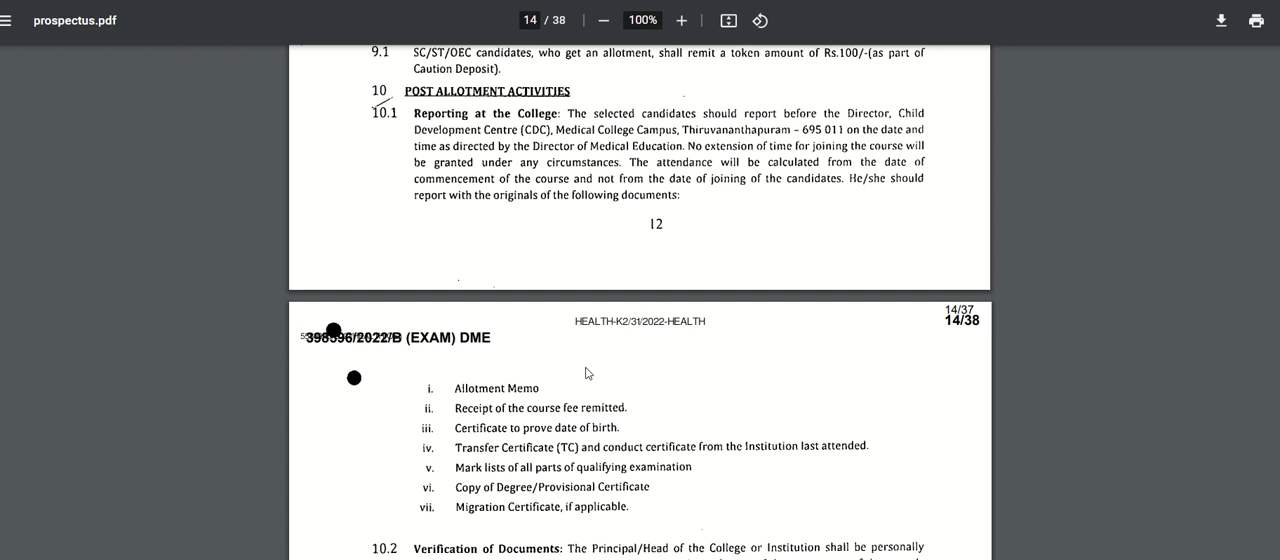 prospectus.pdf
14 / 38
100%
9.1 SC/ST/OEC candidates, who get an allotment, shall remit a token amount of Rs.100/-(as part of
Caution Deposit).
10 POST ALLOTMENT ACTIVITIES
10.1 Reporting at the College: The selected candidates should report before the Director, Child
Development Centre (CDC), Medical College Campus, Thiruvananthapuram – 695 011 on the date and
time as directed by the Director of Medical Education. No extension of time for joining the course will
be granted under any circumstances. The attendance will be calculated from the date of
commencement of the course and not from the date of joining of the candidates. He/she should
report with the originals of the following documents:
12
14/37
HEALTH-K2/31/2022-HEALTH
14/38
398596/2022/B (EXAM) DME
i. Allotment Memo
ii. Receipt of the course fee remitted.
iii. Certificate to prove date of birth.
iv. Transfer Certificate (TC) and conduct certificate from the Institution last attended.
v. Mark lists of all parts of qualifying examination
vi. Copy of Degree/Provisional Certificate
vii. Migration Certificate, if applicable.
10.2 Verification of Documents: The Principal/Head of the College or Institution shall be personally